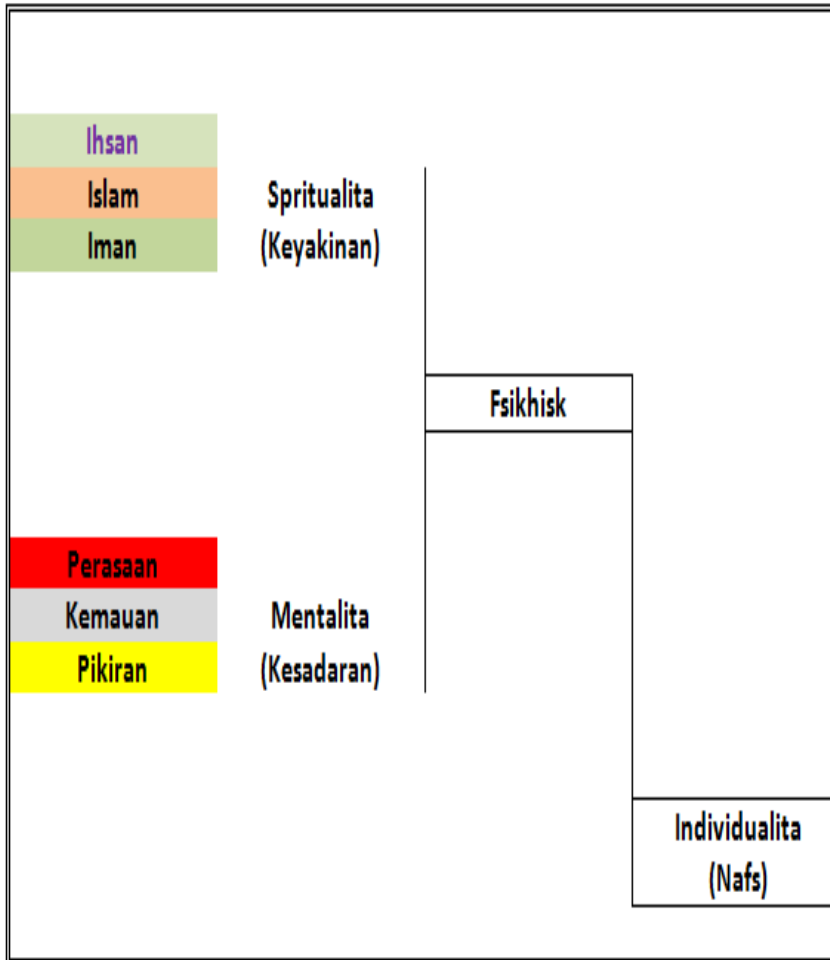 Ihsan
Islam
Spritualita
Iman
(Keyakinan)
Fsikhisk
Perasaan
Kemauan
Mentalita
Pikiran
(Kesadaran)
Individualita
(Nafs)